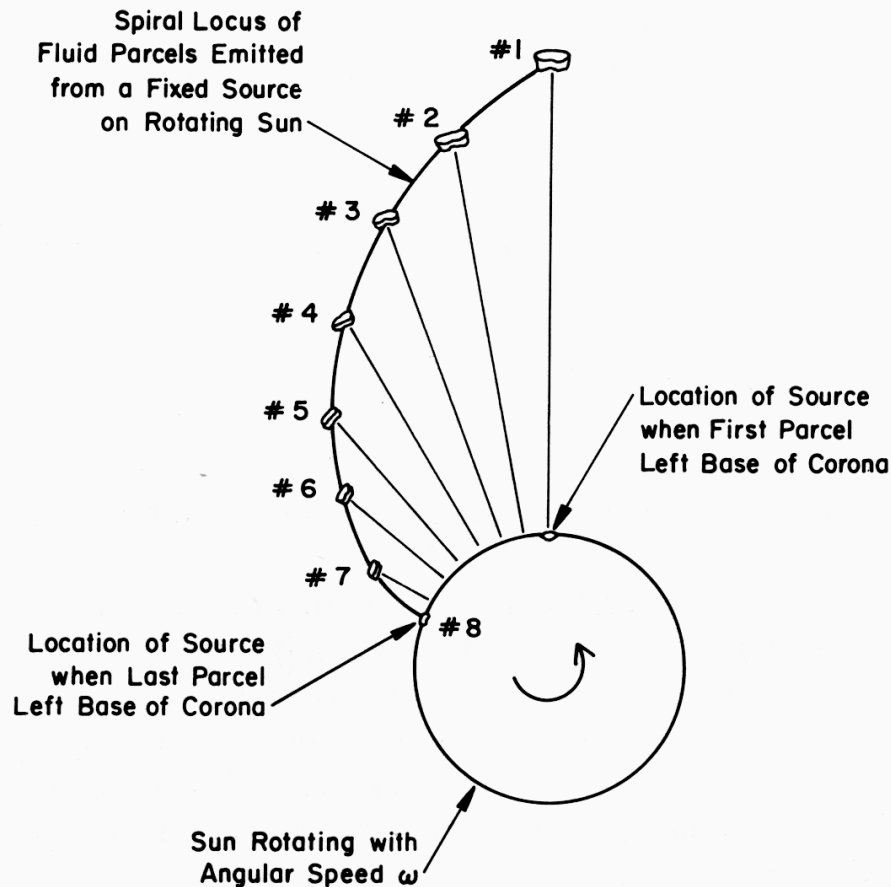 Spiral Locus of
Fluid Parcels Emitted
from a Fixed Source
on Rotating Sun
#1
#2
#3
#4
#5
#6
#7
#8
Location of Source
when First Parcel
Left Base of Corona
Location of Source
when Last Parcel
Left Base of Corona
Sun Rotating with
Angular Speed ω